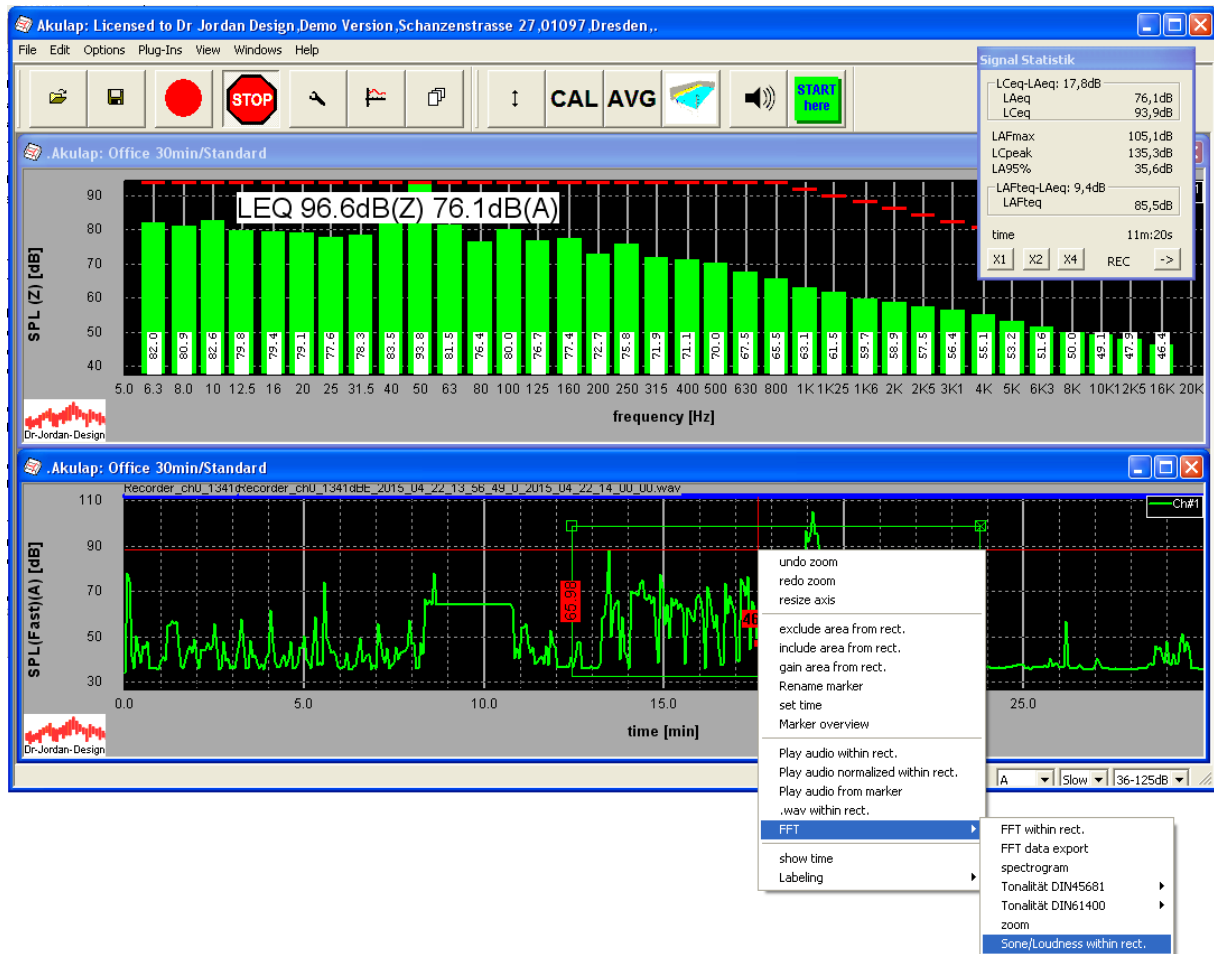 Akulap: Licensed to Dr Jordan Design,Demo Version,Schanzenstrasse 27,01097,Dresden,,.
File Edit Options Plug-Ins View Windows Help
STOP CAL AVG START here
Signal Statistik
LCeq-LAeq: 17,8dB
LAeq 76,1dB
LCeq 93,9dB
LAFmax 105,1dB
LCpeak 135,3dB
LA95% 35,6dB
LAFteq-LAeq: 9,4dB
LAFteq 85,5dB
time 11m:20s
X1 X2 X4 REC ->
.Akulap: Office 30min/Standard
LEQ 96.6dB(Z) 76.1dB(A)
SPL (Z) [dB]
90
80
70
60
50
40
82.0 80.9 82.6 79.8 79.4 79.1 77.6 78.3 83.5 93.8 81.5 76.4 80.0 76.7 77.4 72.7 75.8 71.9 71.1 70.0 67.5 65.5 63.1 61.5 59.7 58.9 57.5 56.4 55.1 53.2 51.6 50.0 49.1 47.9 46.4
5.0 6.3 8.0 10 12.5 16 20 25 31.5 40 50 63 80 100 125 160 200 250 315 400 500 630 800 1K 1K25 1K6 2K 2K5 3K1 4K 5K 6K3 8K 10K 12K5 16K 20K
frequency [Hz]
Dr-Jordan-Design
.Akulap: Office 30min/Standard
Recorder_ch0_1341 Recorder_ch0_1341dBE_2015_04_22_13_56_49_0_2015_04_22_14_00_00.wav
Ch#1
SPL(Fast)(A) [dB]
110
90
70
50
30
65.9B
46
0.0 5.0 10.0 15.0 25.0
time [min]
Dr-Jordan-Design
undo zoom
redo zoom
resize axis
exclude area from rect.
include area from rect.
gain area from rect.
Rename marker
set time
Marker overview
Play audio within rect.
Play audio normalized within rect.
Play audio from marker
.wav within rect.
FFT
show time
Labeling
A Slow 36-125dB
FFT within rect.
FFT data export
spectrogram
Tonalität DIN45681
Tonalität DIN61400
zoom
Sone/Loudness within rect.